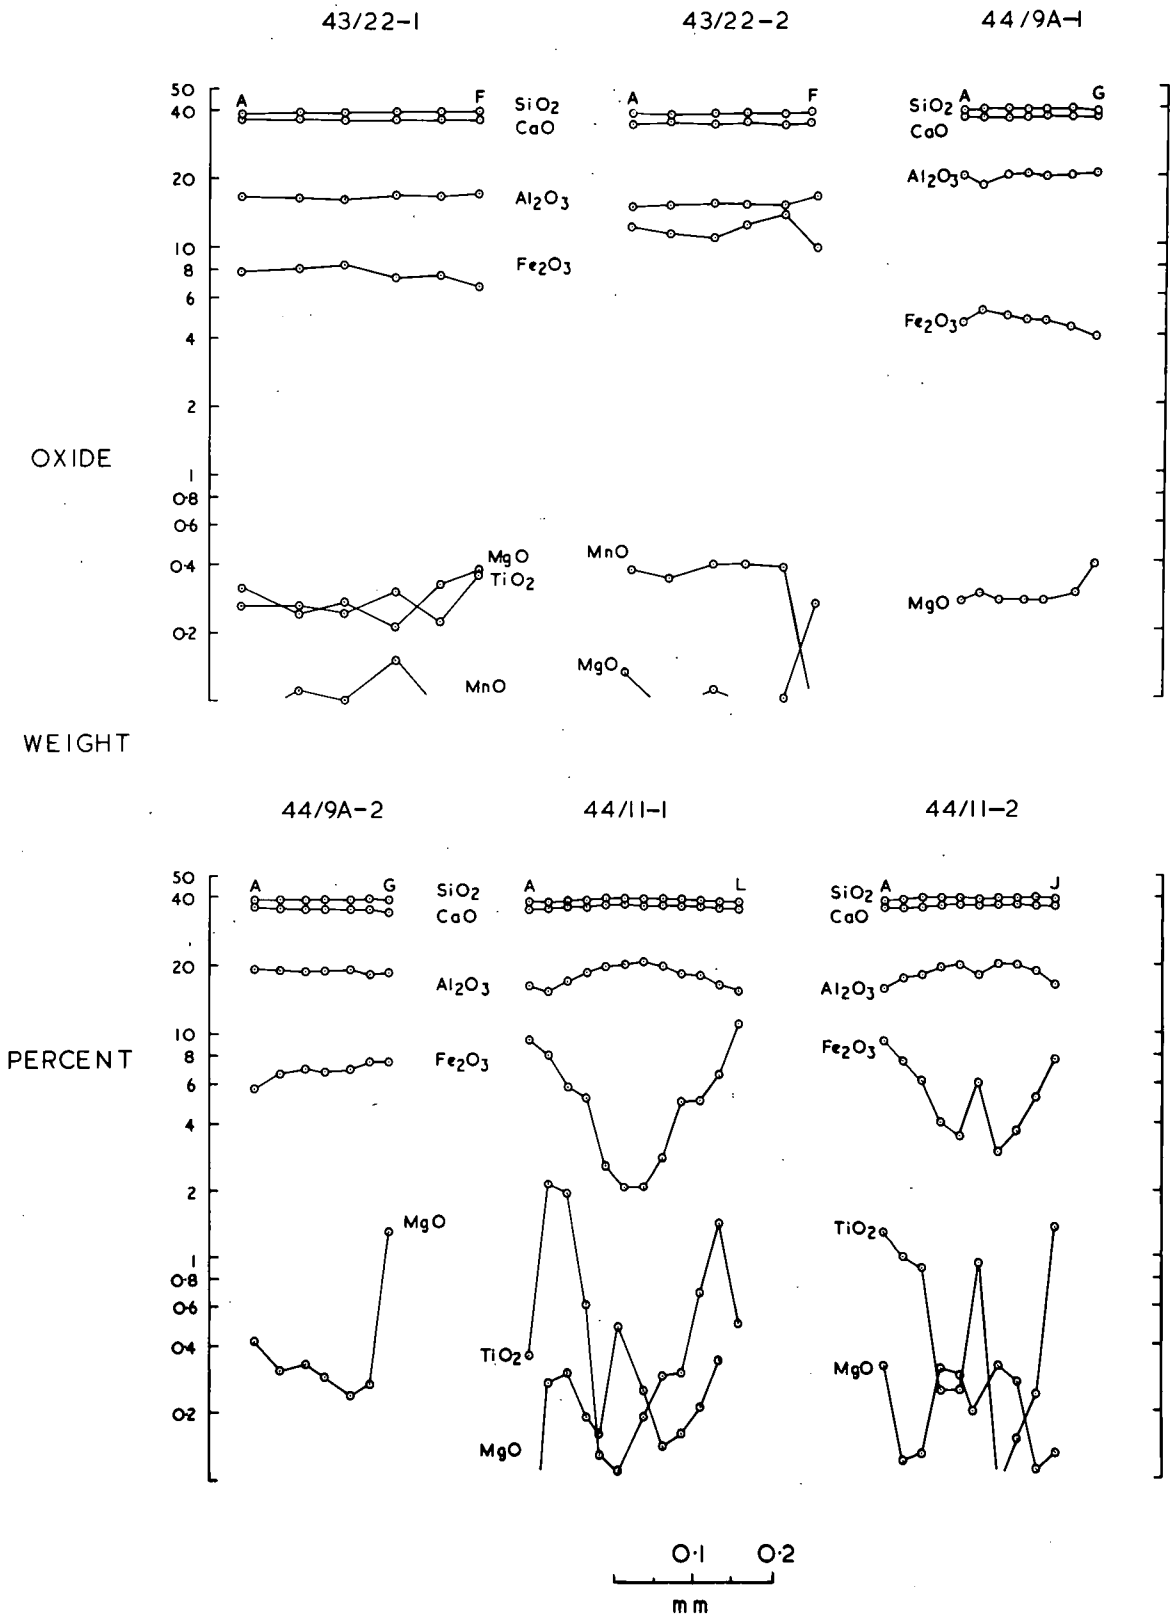 43/22-1
43/22-2
44/9A-1
50
40
20
10
8
6
4
2
1
0·8
0·6
0·4
0·2
A
F
SiO2
CaO
Al2O3
Fe2O3
MgO
TiO2
MnO
A
F
MnO
MgO
A
G
SiO2
CaO
Al2O3
Fe2O3
MgO
OXIDE
WEIGHT
PERCENT
44/9A-2
44/11-1
44/11-2
50
40
20
10
8
6
4
2
1
0·8
0·6
0·4
0·2
A
G
SiO2
CaO
Al2O3
Fe2O3
MgO
A
L
TiO2
MgO
A
J
SiO2
CaO
Al2O3
Fe2O3
TiO2
MgO
0·1 0·2
mm